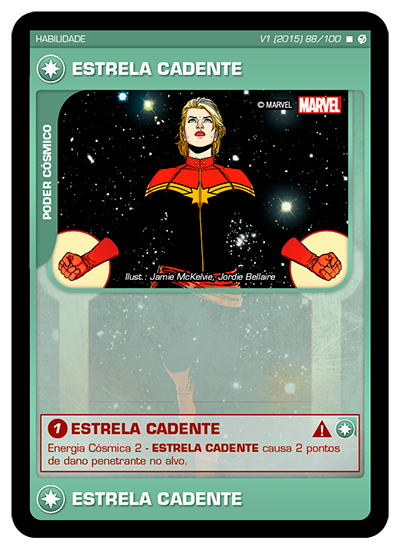 HABILIDADE
V1 (2015) 88/100
ESTRELA CADENTE
© MARVEL
MARVEL
PODER CÓSMICO
Ilust.: Jamie McKelvie, Jordie Bellaire
1 ESTRELA CADENTE
Energia Cósmica 2 - ESTRELA CADENTE causa 2 pontos
de dano penetrante no alvo.
ESTRELA CADENTE